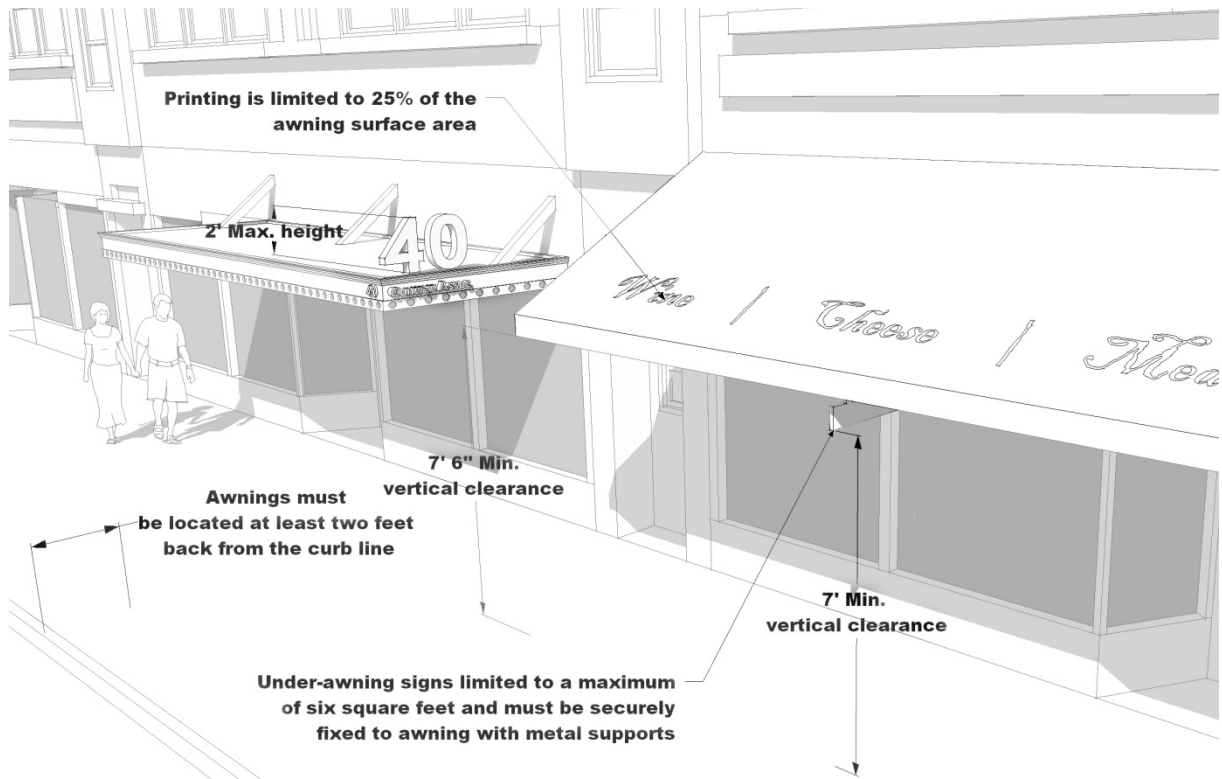 Printing is limited to 25% of the
awning surface area
2' Max. height
40
Wine | Cheese | Mea
7' 6" Min.
vertical clearance
Awnings must
be located at least two feet
back from the curb line
7' Min.
vertical clearance
Under-awning signs limited to a maximum
of six square feet and must be securely
fixed to awning with metal supports